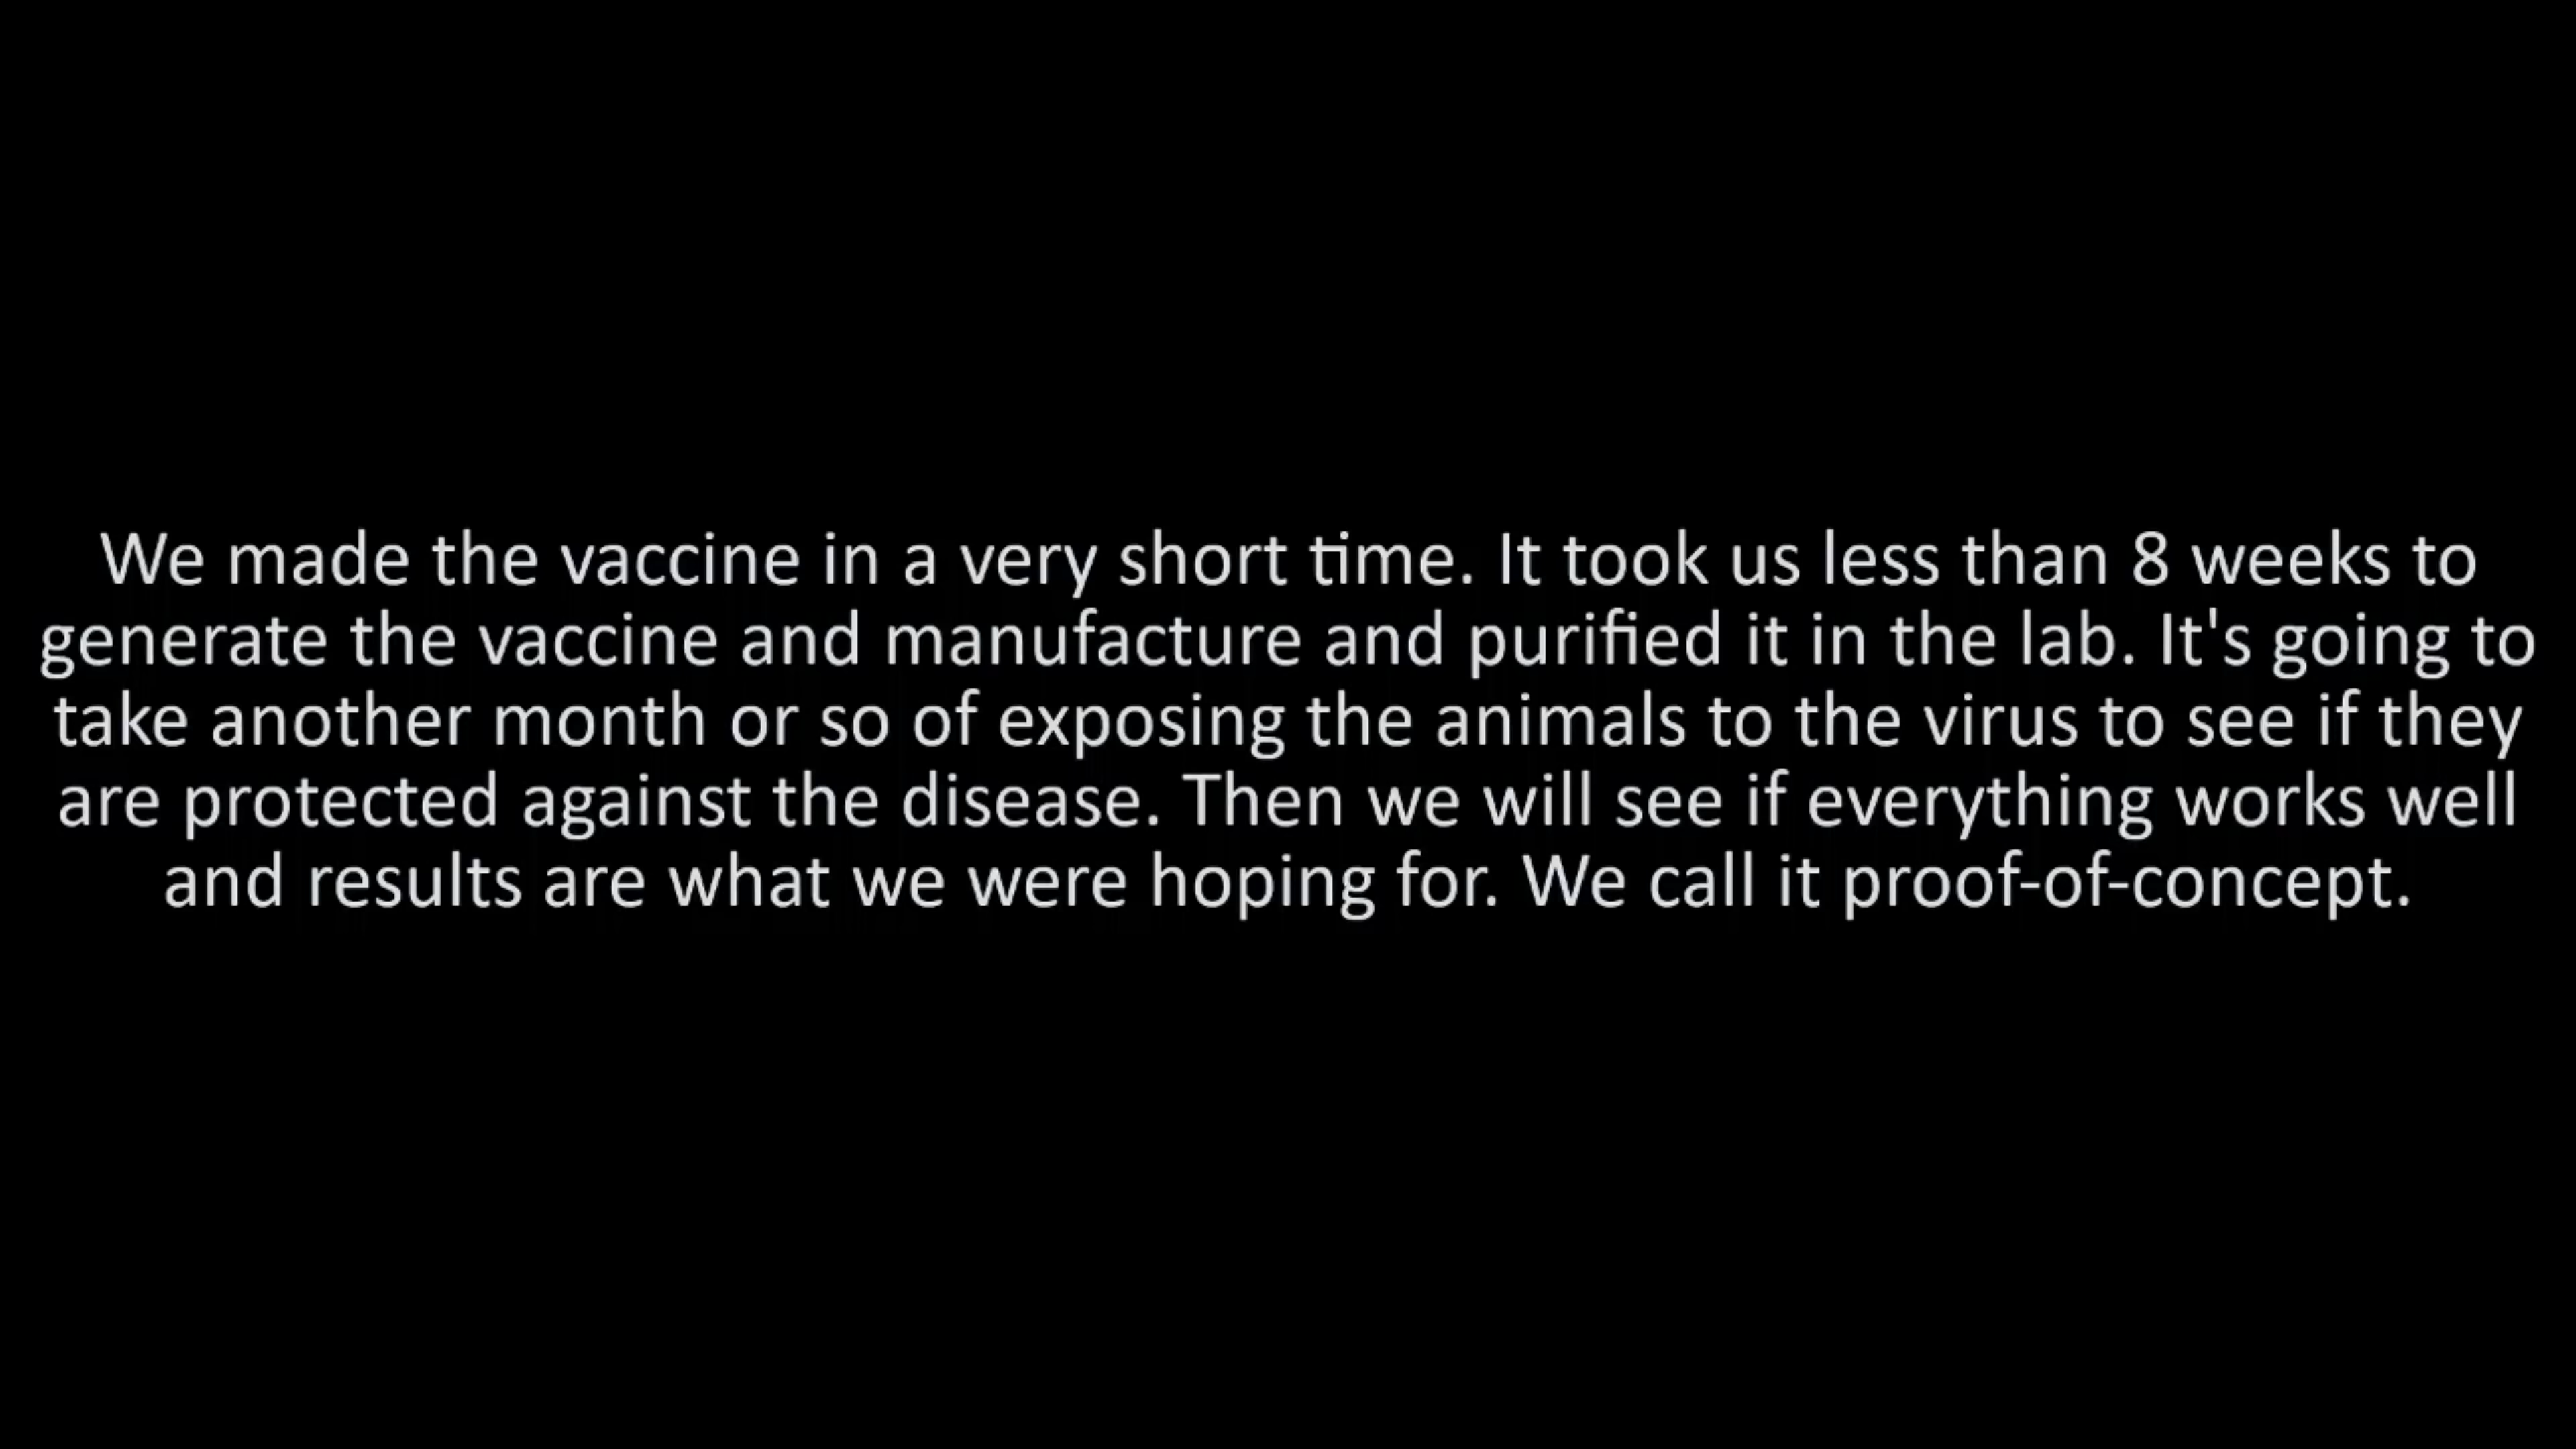 We made the vaccine in a very short time. It took us less than 8 weeks to
generate the vaccine and manufacture and purified it in the lab. It's going to
take another month or so of exposing the animals to the virus to see if they
are protected against the disease. Then we will see if everything works well
and results are what we were hoping for. We call it proof-of-concept.